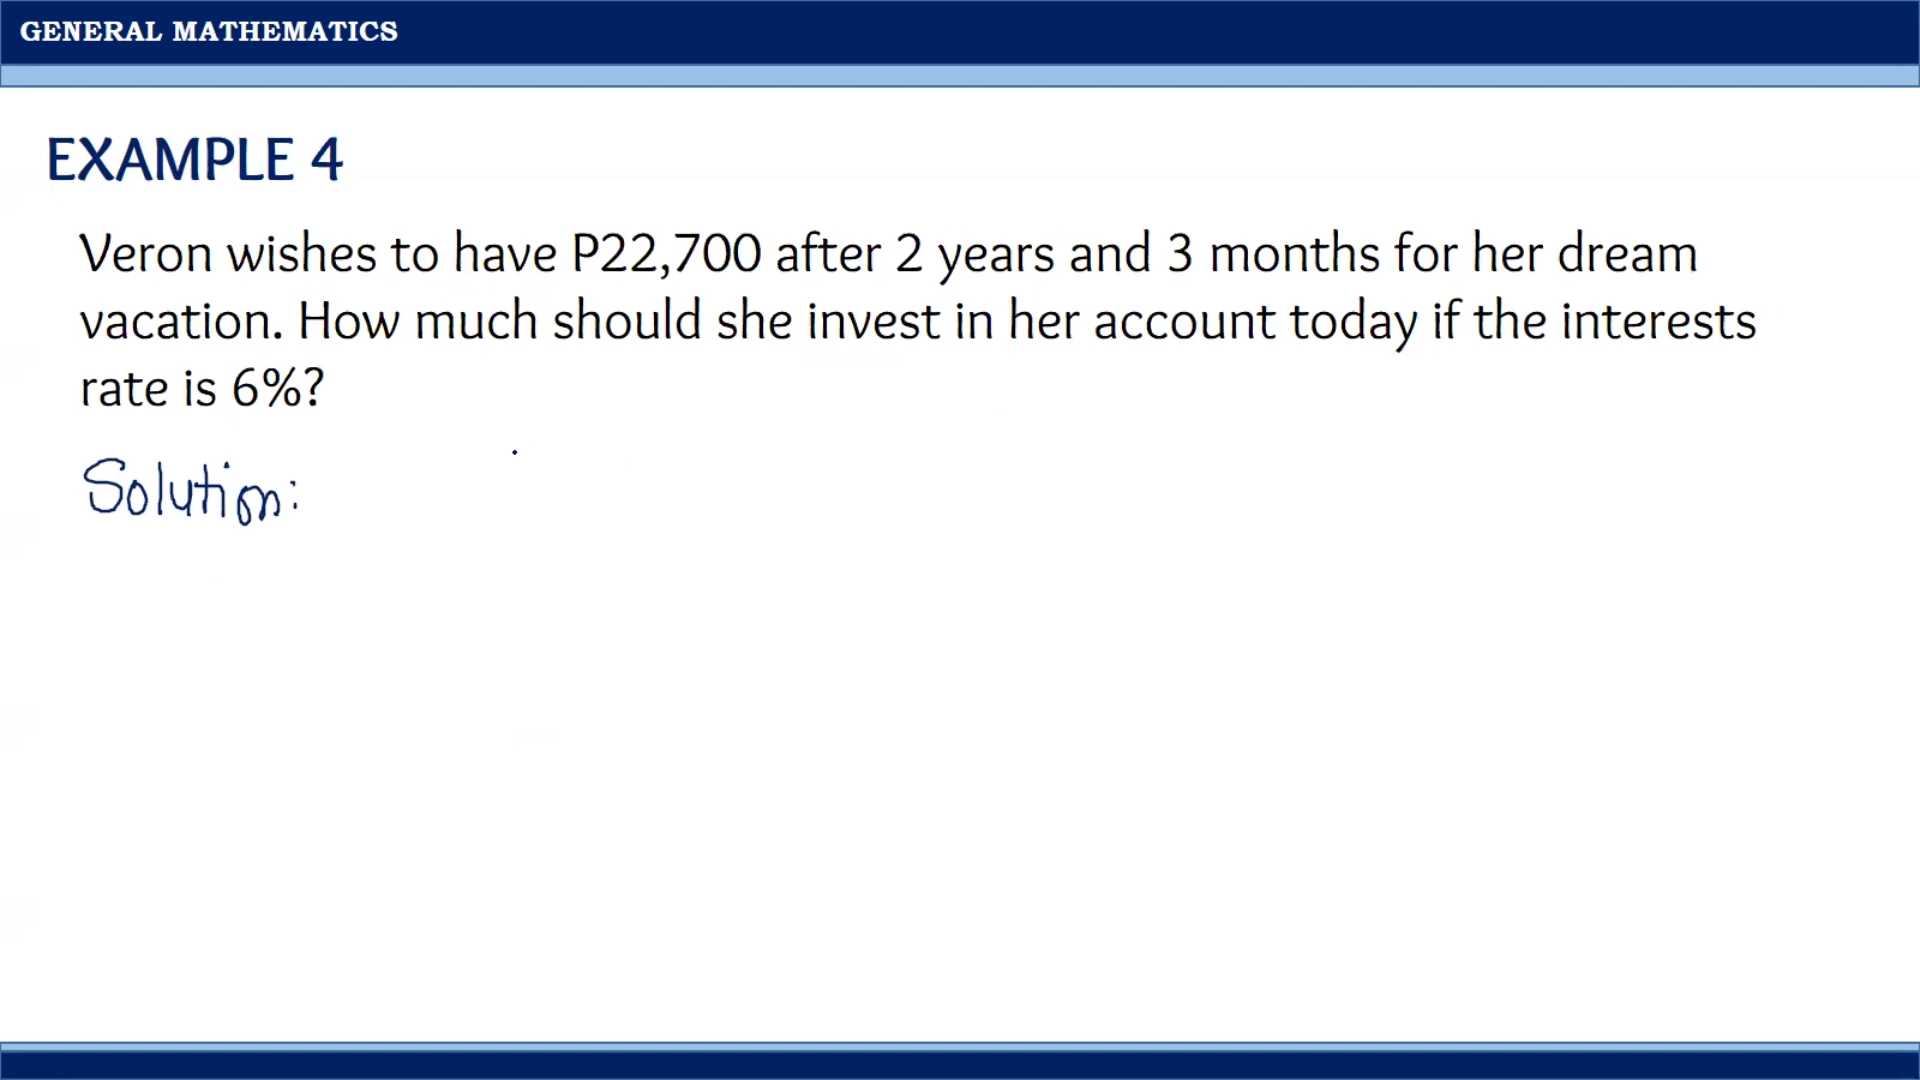 GENERAL MATHEMATICS
EXAMPLE 4
Veron wishes to have P22,700 after 2 years and 3 months for her dream
vacation. How much should she invest in her account today if the interests
rate is 6%?
Solution: